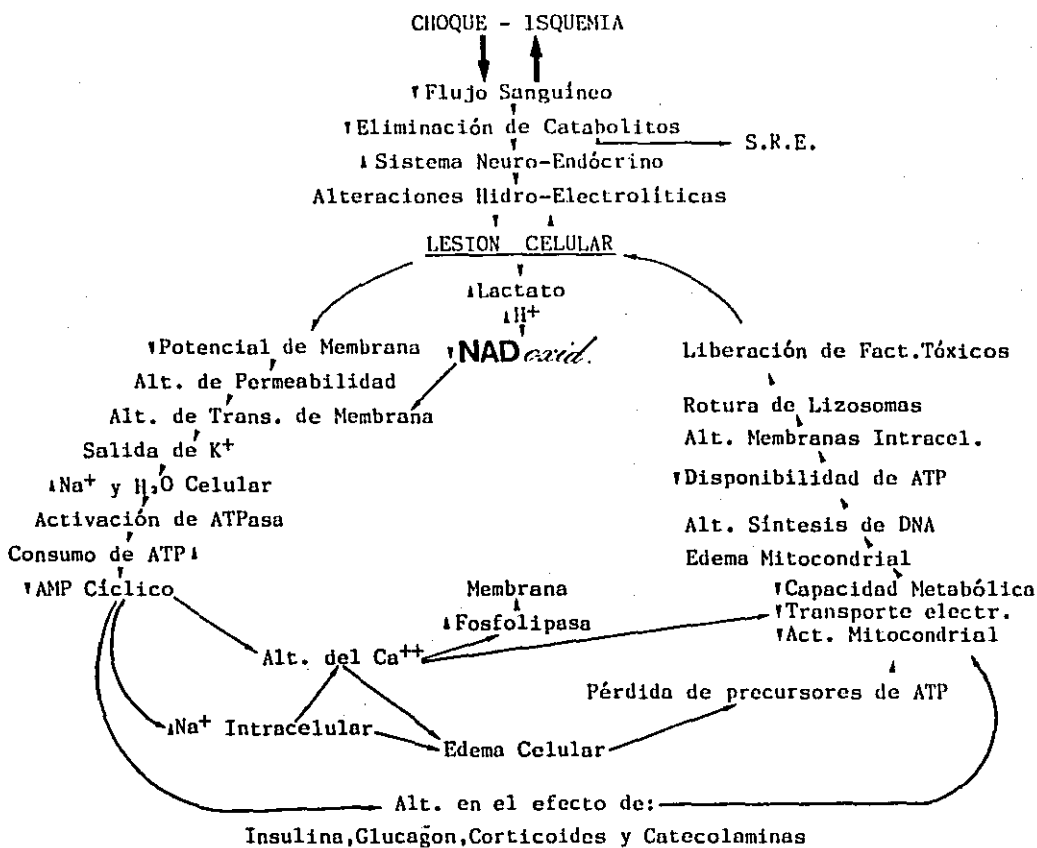 CHOQUE - ISQUEMIA
Flujo Sanguíneo
Eliminación de Catabolitos
S.R.E.
Sistema Neuro-Endócrino
Alteraciones Hidro-Electrolíticas
LESION CELULAR
Lactato
H+
NAD oxid.
Potencial de Membrana
Alt. de Permeabilidad
Alt. de Trans. de Membrana
Salida de K+
Na+ y H2O Celular
Activación de ATPasa
Consumo de ATP
AMP Cíclico
Alt. del Ca++
Membrana
Fosfolipasa
Na+ Intracelular
Edema Celular
Pérdida de precursores de ATP
Act. Mitocondrial
Transporte electr.
Capacidad Metabólica
Edema Mitocondrial
Alt. Síntesis de DNA
Disponibilidad de ATP
Alt. Membranas Intracel.
Rotura de Lizosomas
Liberación de Fact.Tóxicos
Alt. en el efecto de:
Insulina,Glucagon,Corticoides y Catecolaminas